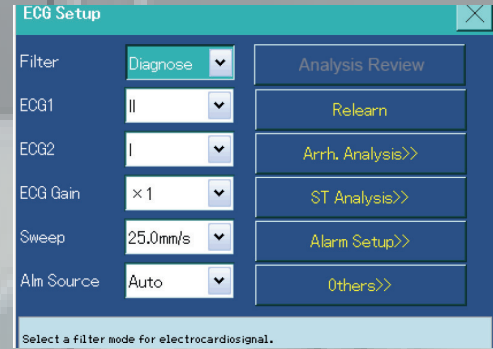 ECG Setup
Filter Diagnose Analysis Review
ECG1 II Relearn
ECG2 I Arrh. Analysis>>
ECG Gain ×1 ST Analysis>>
Sweep 25.0mm/s Alarm Setup>>
Alm Source Auto Others>>
Select a filter mode for electrocardiosignal.